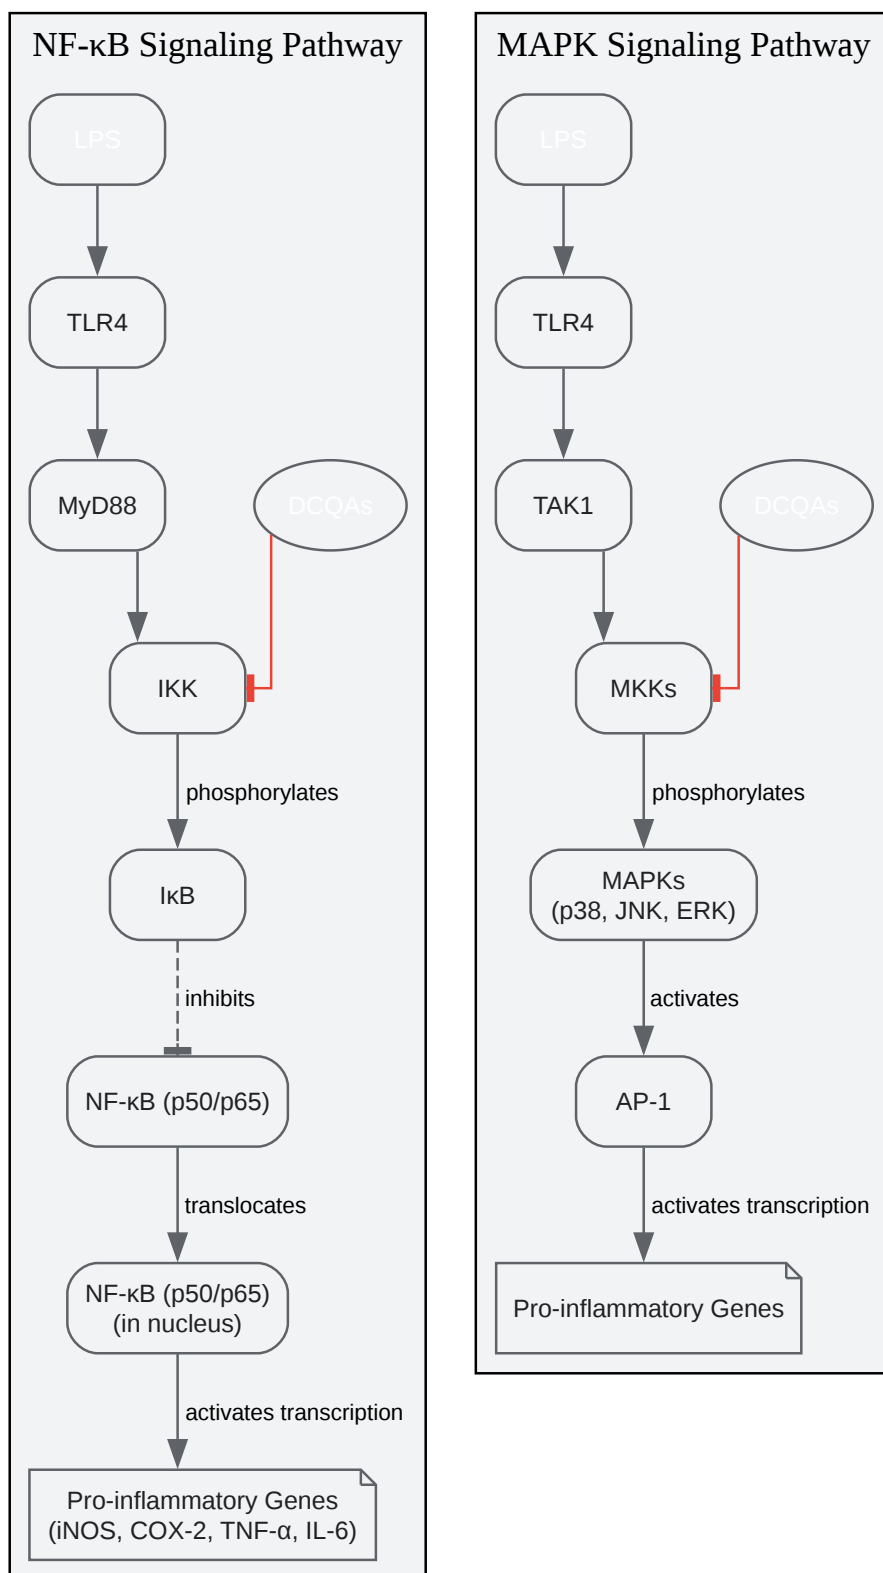 NF-κB Signaling Pathway
LPS
TLR4
MyD88
DCQAs
IKK
phosphorylates
IκB
inhibits
NF-κB (p50/p65)
translocates
NF-κB (p50/p65)
(in nucleus)
activates transcription
Pro-inflammatory Genes
(iNOS, COX-2, TNF-α, IL-6)
MAPK Signaling Pathway
LPS
TLR4
TAK1
DCQAs
MKKs
phosphorylates
MAPKs
(p38, JNK, ERK)
activates
AP-1
activates transcription
Pro-inflammatory Genes